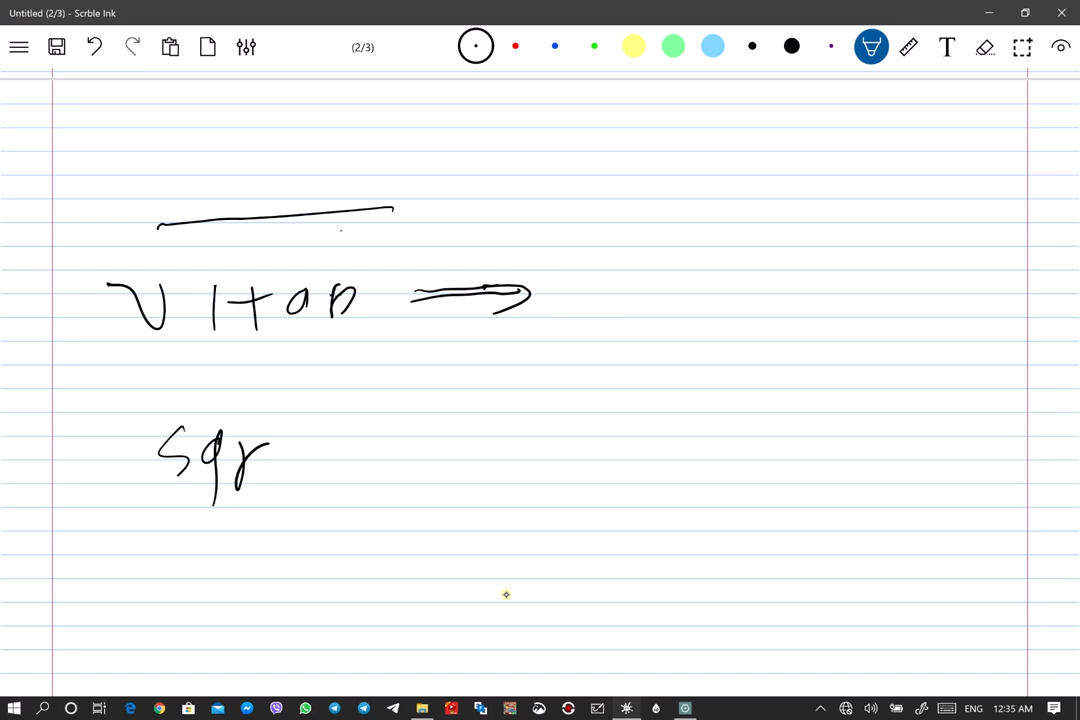 Untitled (2/3) - Scrble Ink
(2/3)
T
sqr
ENG 12:35 AM